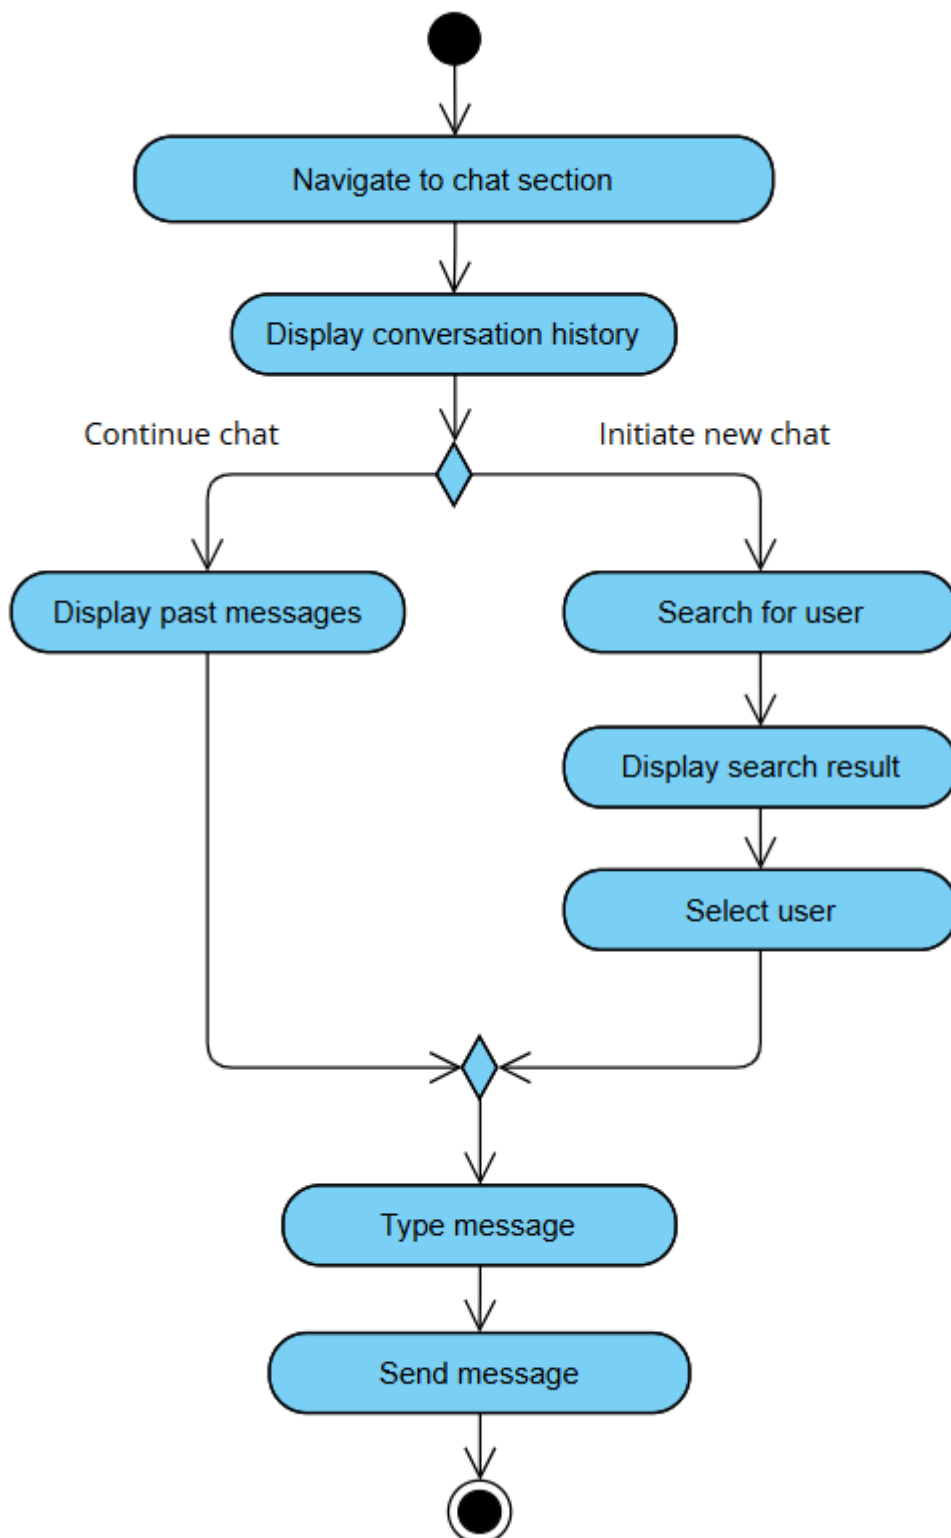 Navigate to chat section
Display conversation history
Continue chat
Initiate new chat
Display past messages
Search for user
Display search result
Select user
Type message
Send message